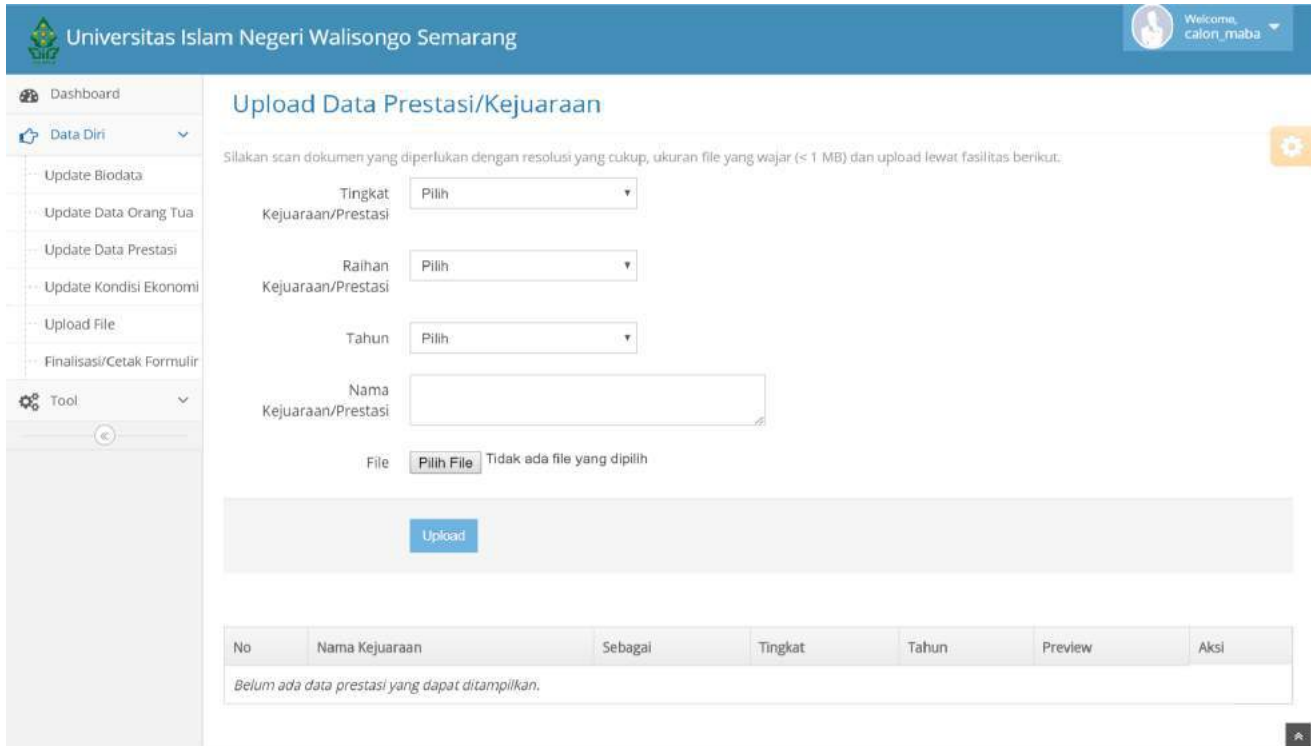 Universitas Islam Negeri Walisongo Semarang
Welcome,
calon_maba
Dashboard
Data Diri
Update Biodata
Update Data Orang Tua
Update Data Prestasi
Update Kondisi Ekonomi
Upload File
Finalisasi/Cetak Formulir
Tool
Upload Data Prestasi/Kejuaraan
Silakan scan dokumen yang diperlukan dengan resolusi yang cukup, ukuran file yang wajar (< 1 MB) dan upload lewat fasilitas berikut.
Tingkat Pilih
Kejuaraan/Prestasi
Raihan Pilih
Kejuaraan/Prestasi
Tahun Pilih
Nama
Kejuaraan/Prestasi
File Pilih File Tidak ada file yang dipilih
Upload
No Nama Kejuaraan Sebagai Tingkat Tahun Preview Aksi
Belum ada data prestasi yang dapat ditampilkan.